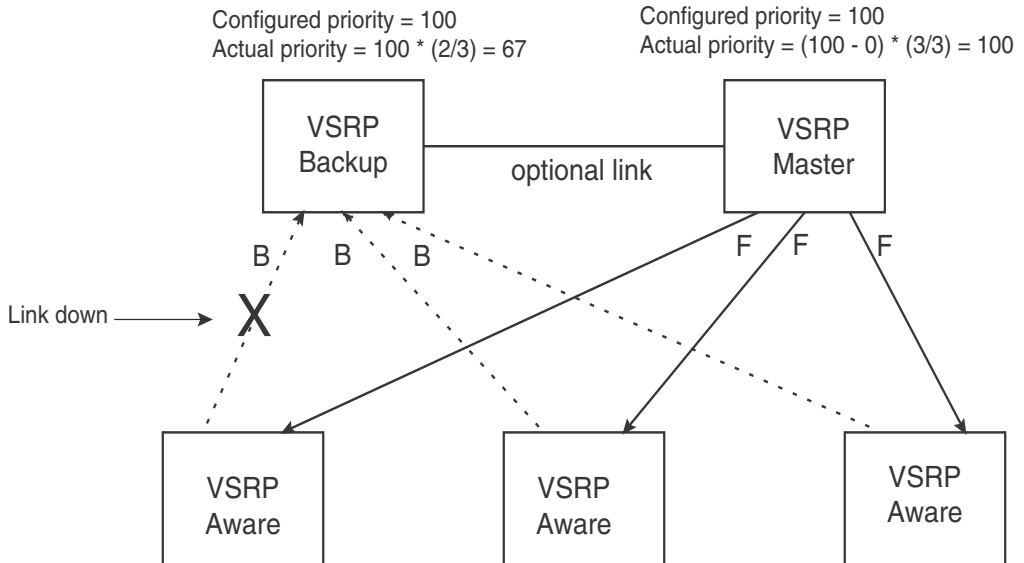 Configured priority = 100
Actual priority = 100 * (2/3) = 67
Configured priority = 100
Actual priority = (100 - 0) * (3/3) = 100
VSRP
Backup
optional link
VSRP
Master
B
B
B
F
F
F
Link down
X
VSRP
Aware
VSRP
Aware
VSRP
Aware